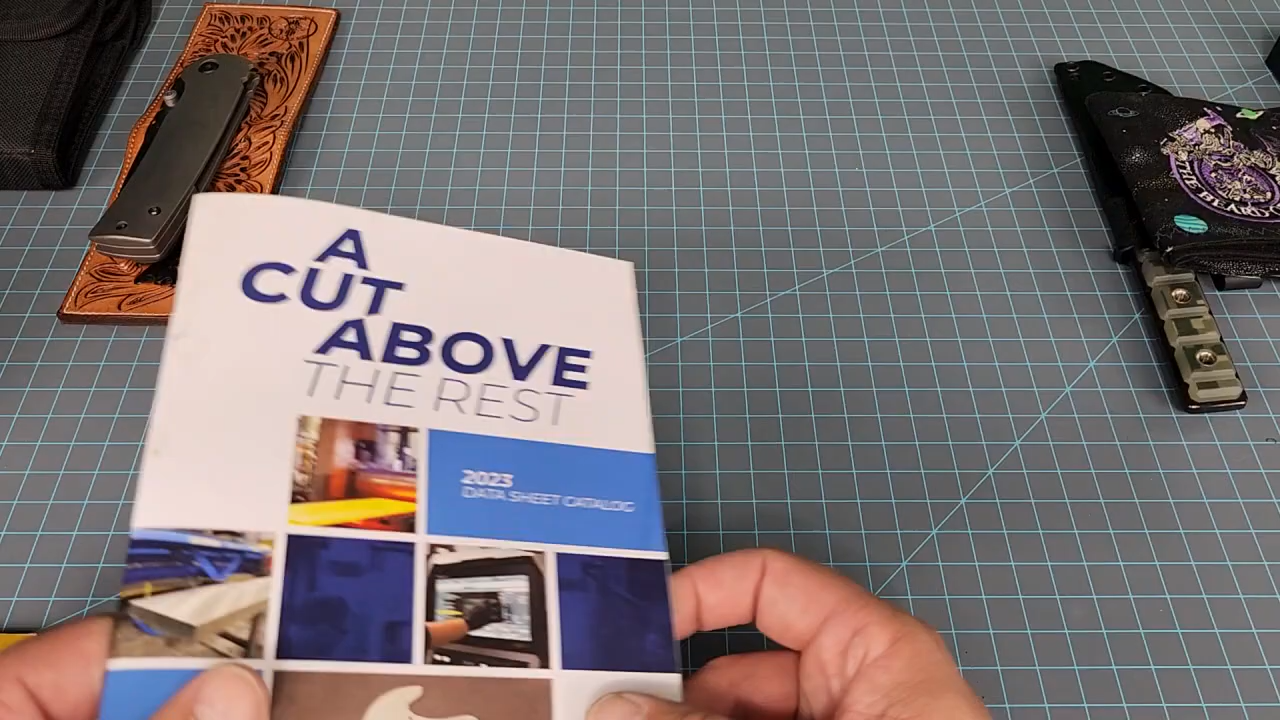 A
CUT
ABOVE
THE REST
2023
DATA SHEET CATALOG